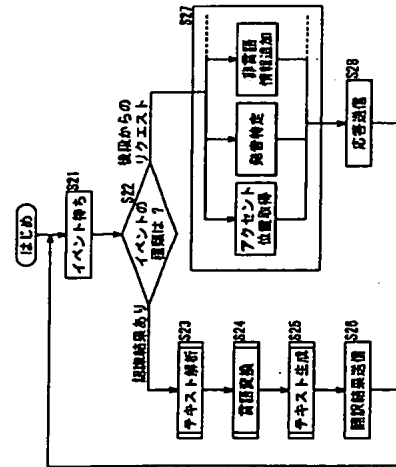 はじめ
イベント待ち
S21
イベントの
種類は？
S22
認識結果あり
後段からの
リクエスト
テキスト解析
S23
言語変換
S24
テキスト生成
S25
翻訳結果送信
S26
S27
アクセント
位置取得
発音特定
非言語
情報追加
応答送信
S28